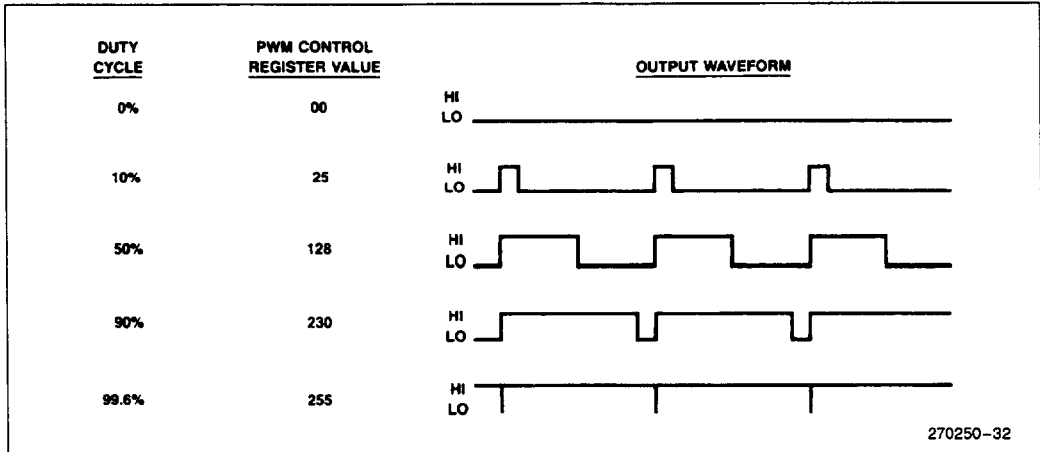 DUTY CYCLE PWM CONTROL REGISTER VALUE OUTPUT WAVEFORM
0% 00 HI LO
10% 25 HI LO
50% 128 HI LO
90% 230 HI LO
99.6% 255 HI LO
270250-32